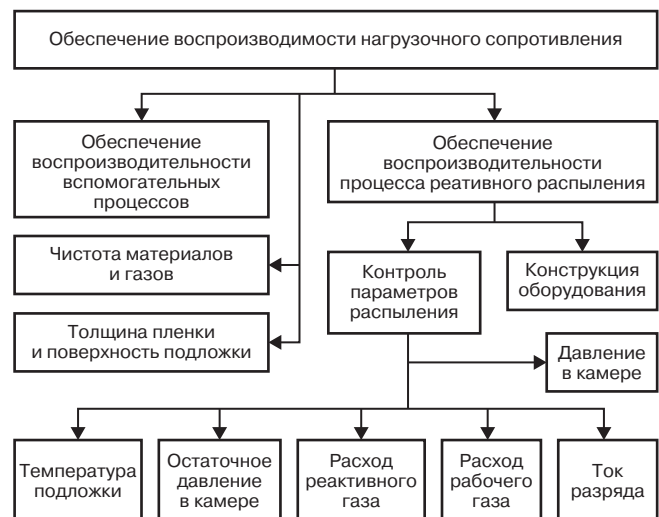 Обеспечение воспроизводимости нагрузочного сопротивления
Обеспечение
воспроизводительности
вспомогательных
процессов
Обеспечение
воспроизводительности
процесса реативного распыления
Чистота материалов
и газов
Контроль
параметров
распыления
Конструкция
оборудования
Толщина пленки
и поверхность подложки
Давление
в камере
Температура
подложки
Остаточное
давление
в камере
Расход
реактивного
газа
Расход
рабочего
газа
Ток
разряда